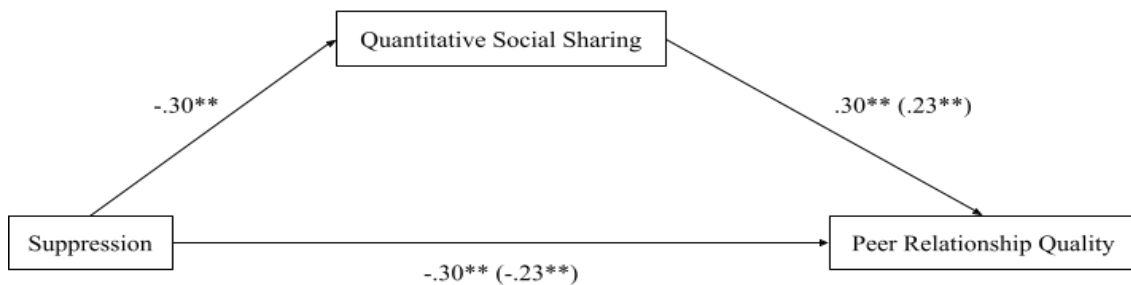 Quantitative Social Sharing
-.30**
.30** (.23**)
Suppression
Peer Relationship Quality
-.30** (-.23**)